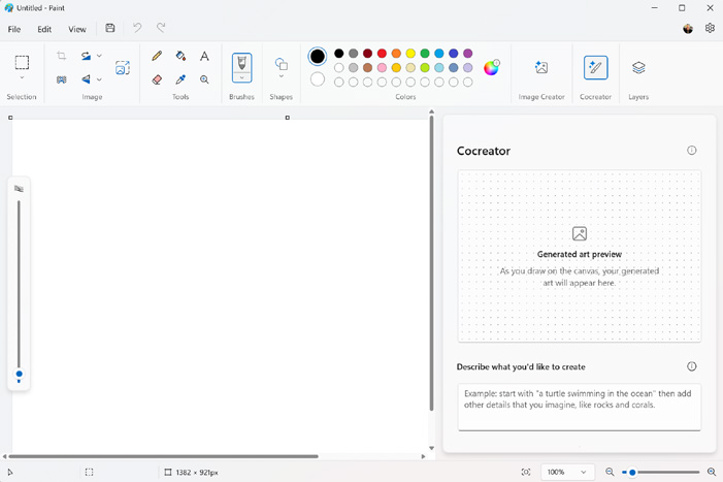 Untitled - Paint
File Edit View
Selection Image Tools Brushes Shapes Colors Image Creator Cocreator Layers
Cocreator
Generated art preview
As you draw on the canvas, your generated
art will appear here.
Describe what you'd like to create
Example: start with "a turtle swimming in the ocean" then add
other details that you imagine, like rocks and corals.
1382 × 921px 100%